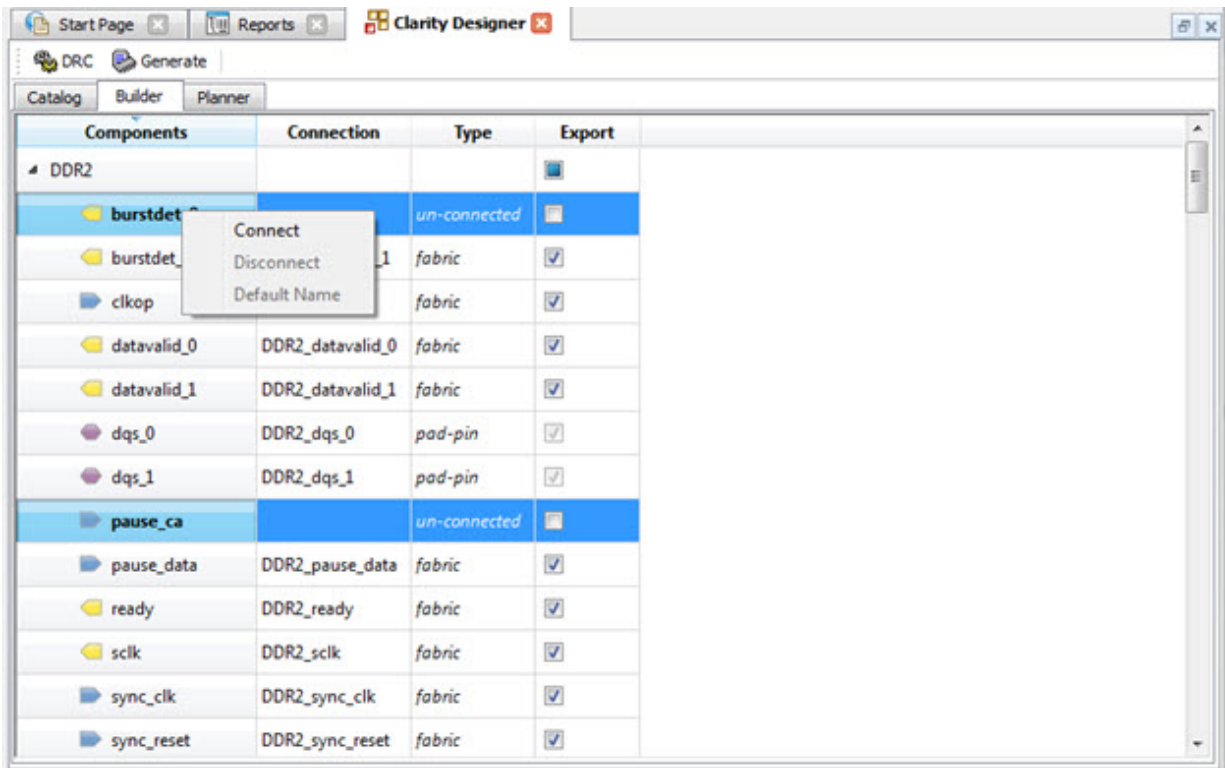 Start Page Reports Clarity Designer
DRC Generate
Catalog Builder Planner
Components Connection Type Export
DDR2
un-connected
Connect
burstdet_ _1 fabric
Disconnect
clkop fabric
Default Name
datavalid_0 DDR2_datavalid_0 fabric
datavalid_1 DDR2_datavalid_1 fabric
dqs_0 DDR2_dqs_0 pad-pin
dqs_1 DDR2_dqs_1 pad-pin
pause_ca un-connected
pause_data DDR2_pause_data fabric
ready DDR2_ready fabric
sclk DDR2_sclk fabric
sync_clk DDR2_sync_clk fabric
sync_reset DDR2_sync_reset fabric